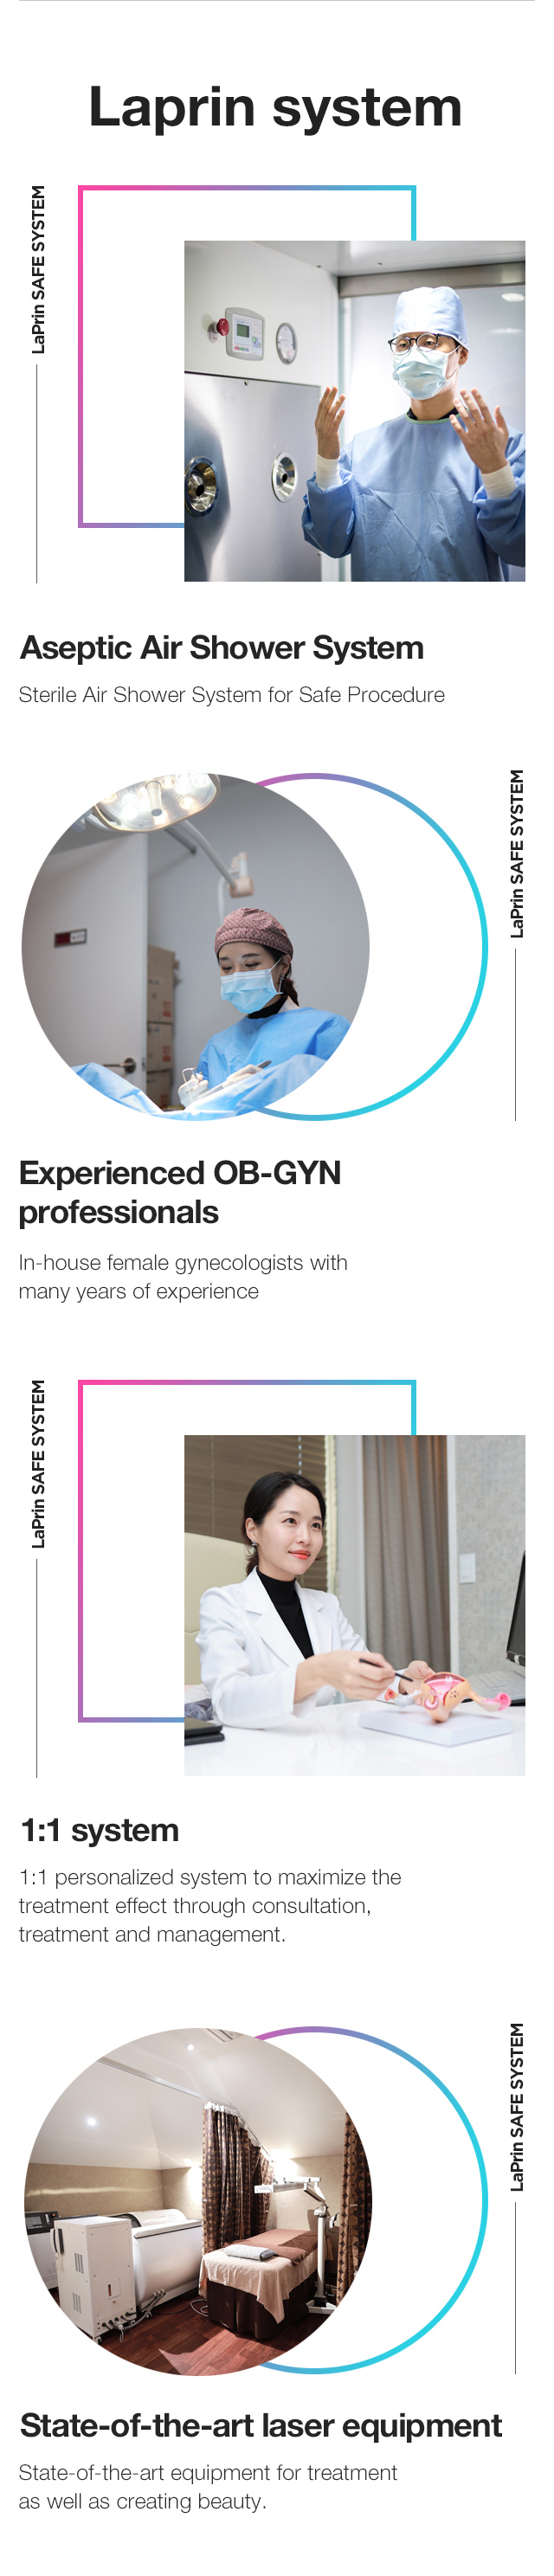 Laprin system
LaPrin SAFE SYSTEM
Aseptic Air Shower System
Sterile Air Shower System for Safe Procedure
LaPrin SAFE SYSTEM
Experienced OB-GYN
professionals
In-house female gynecologists with
many years of experience
LaPrin SAFE SYSTEM
1:1 system
1:1 personalized system to maximize the
treatment effect through consultation,
treatment and management.
LaPrin SAFE SYSTEM
State-of-the-art laser equipment
State-of-the-art equipment for treatment
as well as creating beauty.